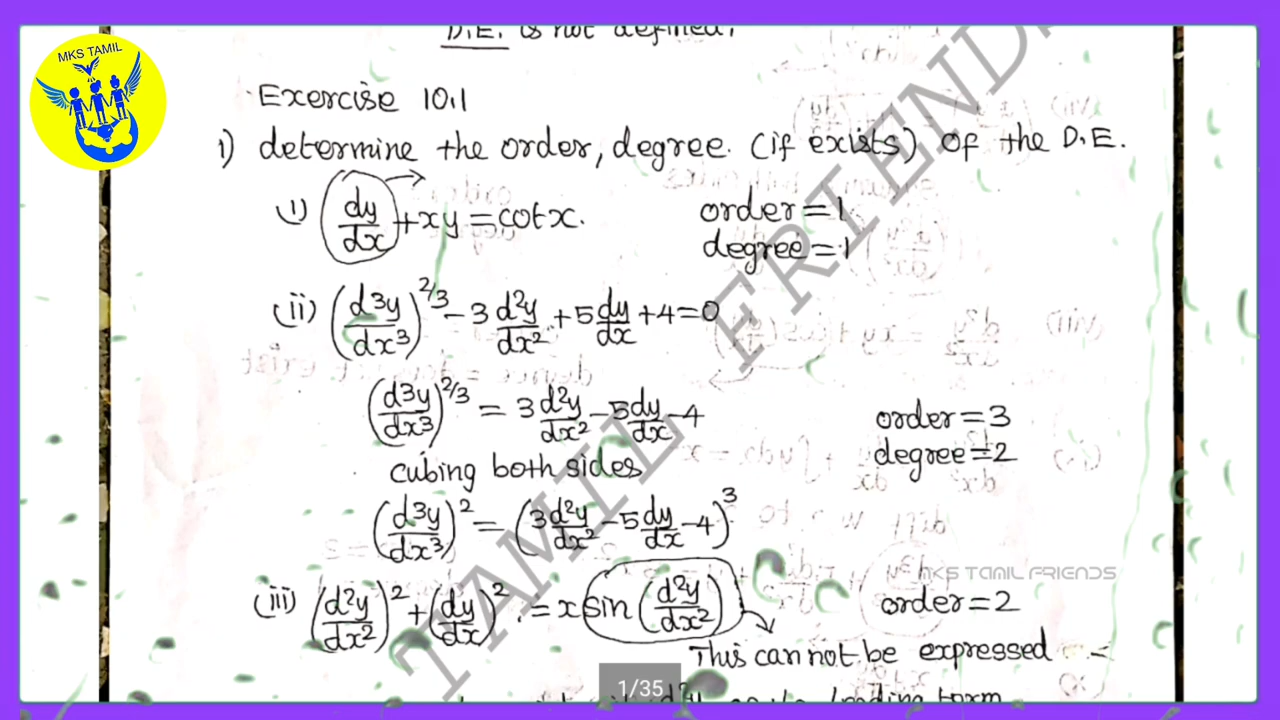 MKS TAMIL
D.E. is not defined.
Exercise 10.1
1) determine the order, degree (if exists) of the D.E.
i) dy/dx + xy = cot x. order = 1
degree = 1
(ii) (d³y/dx³)^2/3 - 3 d²y/dx² + 5 dy/dx + 4 = 0
(d³y/dx³)^2/3 = 3 d²y/dx² - 5 dy/dx - 4 order = 3
degree = 2
cubing both sides
(d³y/dx³)² = (3 d²y/dx² - 5 dy/dx - 4)³
MKS TAMIL FRIENDS
(iii) (d²y/dx²)² + (dy/dx)² = x sin (d²y/dx²) order = 2
This cannot be expressed
1/35
TAMIL FRIEND